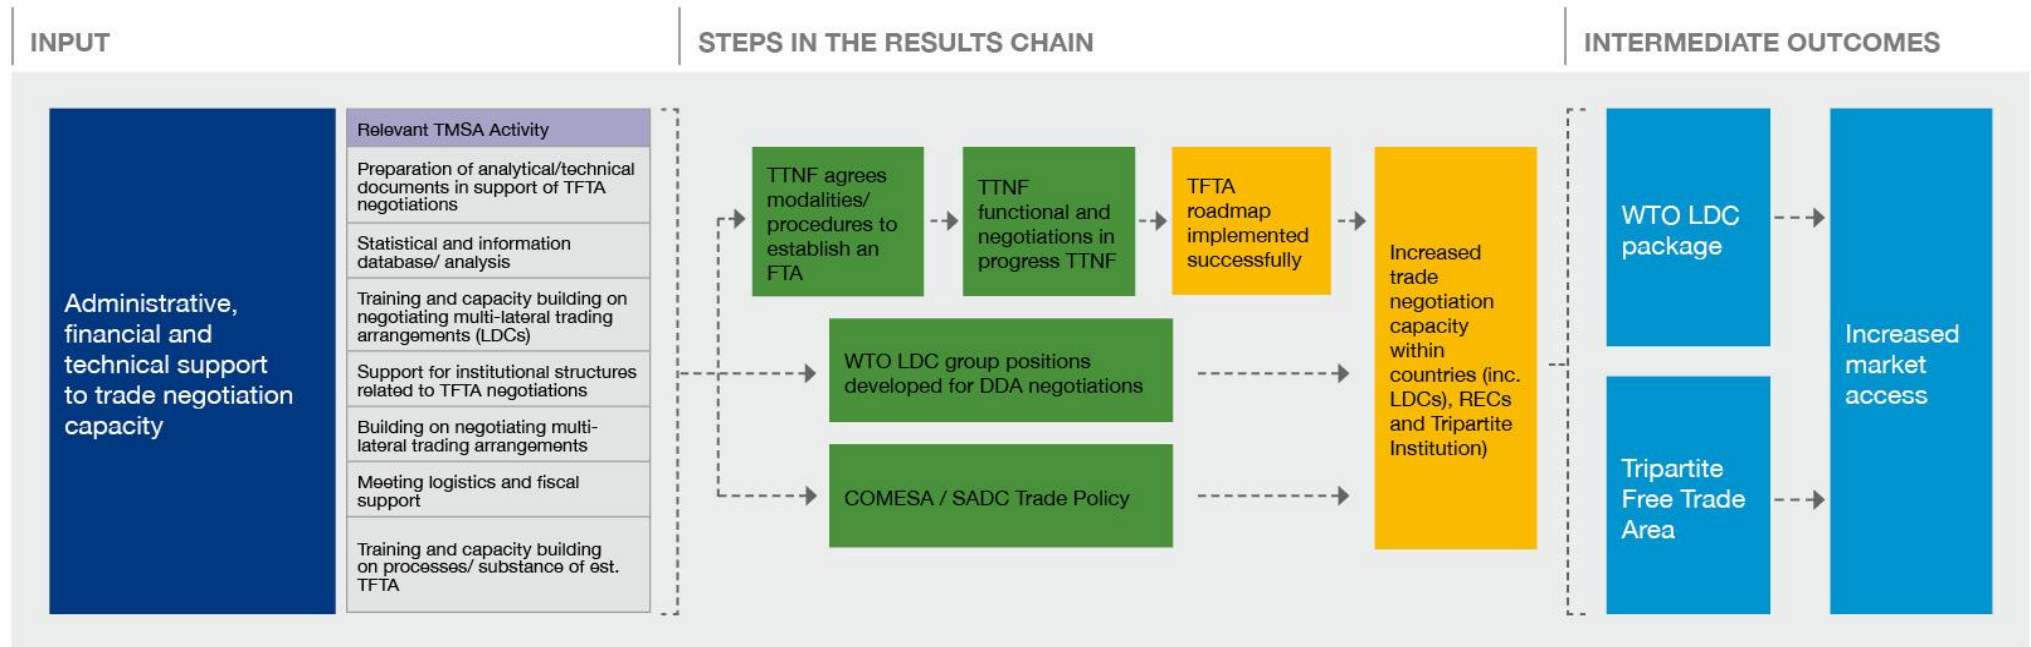 INPUT
STEPS IN THE RESULTS CHAIN
INTERMEDIATE OUTCOMES
Administrative,
financial and
technical support
to trade negotiation
capacity
Relevant TMSA Activity
Preparation of analytical/technical
documents in support of TFTA
negotiations
Statistical and information
database/ analysis
Training and capacity building on
negotiating multi-lateral trading
arrangements (LDCs)
Support for institutional structures
related to TFTA negotiations
Building on negotiating multi-
lateral trading arrangements
Meeting logistics and fiscal
support
Training and capacity building
on processes/ substance of est.
TFTA
TTNF agrees
modalities/
procedures to
establish an
FTA
TTNF
functional and
negotiations in
progress TTNF
TFTA
roadmap
implemented
successfully
WTO LDC group positions
developed for DDA negotiations
COMESA / SADC Trade Policy
Increased
trade
negotiation
capacity
within
countries (inc.
LDCs), RECs
and Tripartite
Institution)
WTO LDC
package
Tripartite
Free Trade
Area
Increased
market
access